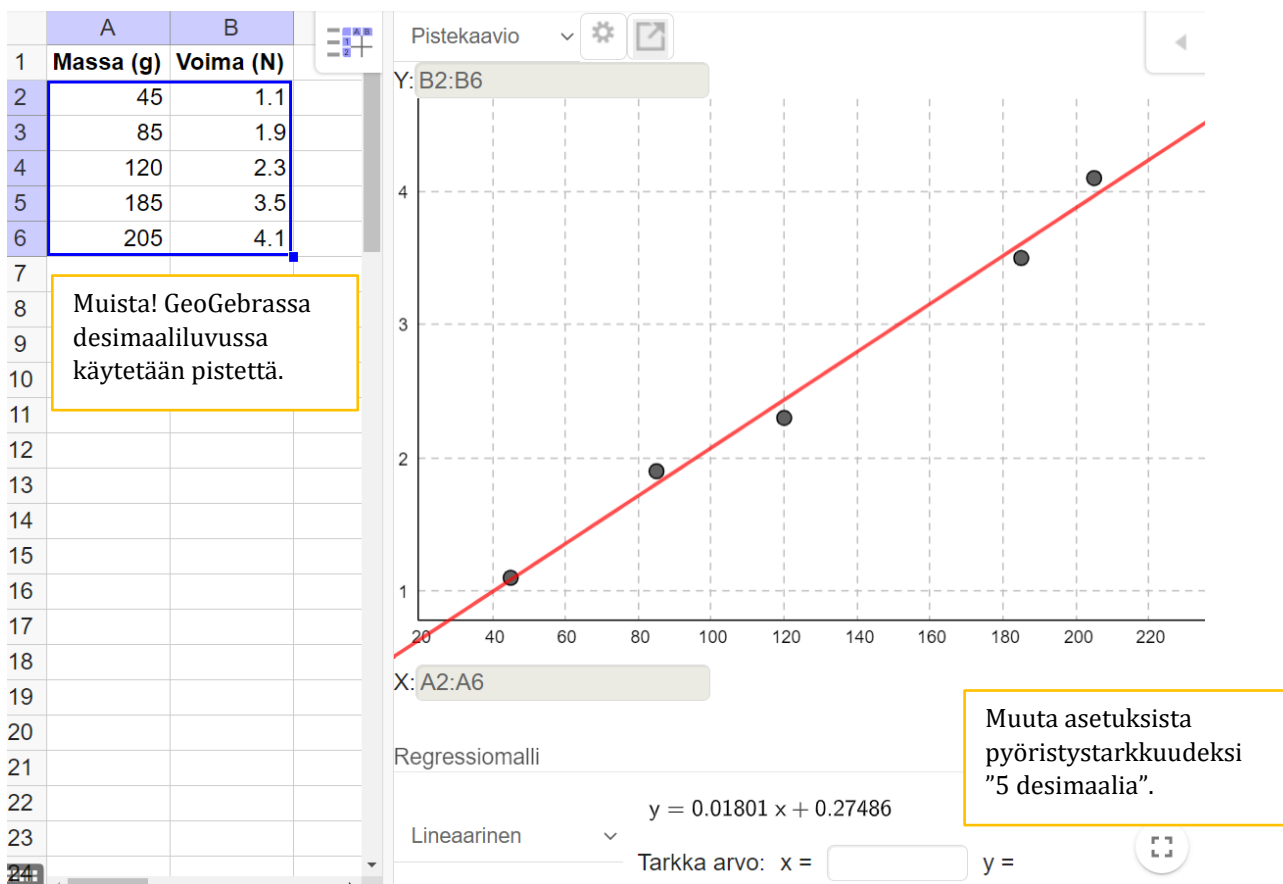 A B
Pistekaavio
1 Massa (g) Voima (N)
Y: B2:B6
2 45 1.1
3 85 1.9
4 120 2.3
5 185 3.5
6 205 4.1
7
8
9
10
11
12
13
14
15
16
17
18
19
20
21
22
23
24
Muista! GeoGebrassa
desimaaliluvussa
käytetään pistettä.
4
3
2
1
20 40 60 80 100 120 140 160 180 200 220
X: A2:A6
Muuta asetuksista
pyöristystarkkuudeksi
”5 desimaalia”.
Regressiomalli
y = 0.01801 x + 0.27486
Lineaarinen
Tarkka arvo: x = y =